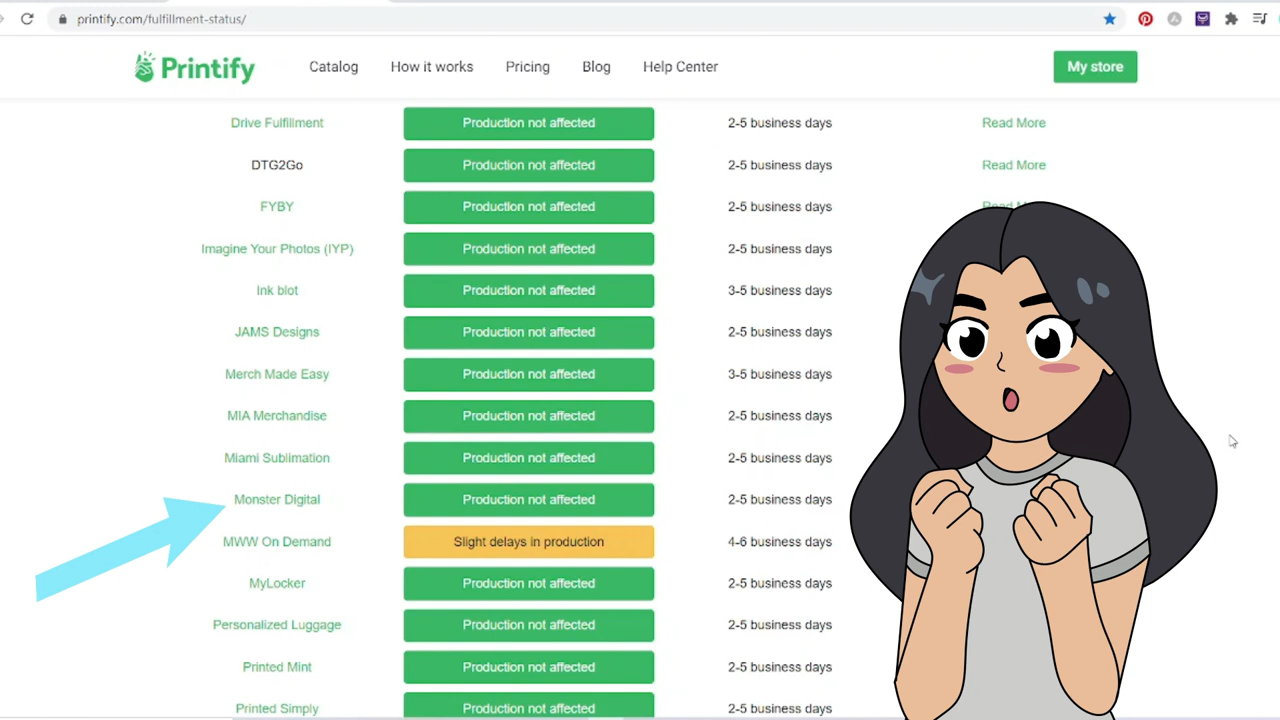 printify.com/fulfillment-status/
Printify Catalog How it works Pricing Blog Help Center My store
Drive Fulfillment Production not affected 2-5 business days Read More
DTG2Go Production not affected 2-5 business days Read More
FYBY Production not affected 2-5 business days Read
Imagine Your Photos (IYP) Production not affected 2-5 business days
Ink blot Production not affected 3-5 business days
JAMS Designs Production not affected 2-5 business days
Merch Made Easy Production not affected 3-5 business days
MIA Merchandise Production not affected 2-5 business days
Miami Sublimation Production not affected 2-5 business days
Monster Digital Production not affected 2-5 business days
MWW On Demand Slight delays in production 4-6 business days
MyLocker Production not affected 2-5 business days
Personalized Luggage Production not affected 2-5 business days
Printed Mint Production not affected 2-5 business days
Printed Simply Production not affected 2-5 business days